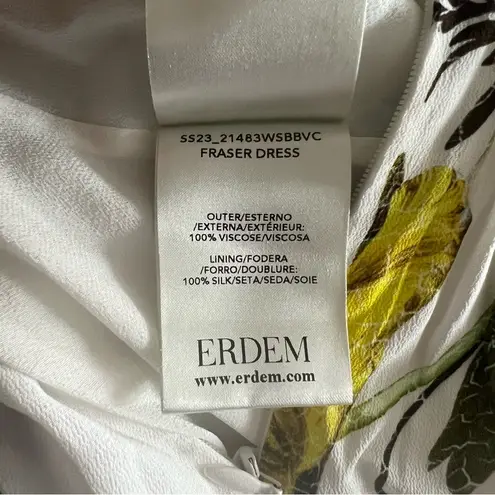 SS23_21483WSBBVC
FRASER DRESS
OUTER/ESTERNO
/EXTERNA/EXTÉRIEUR:
100% VISCOSE/VISCOSA
LINING/FODERA
/FORRO/DOUBLURE:
100% SILK/SETA/SEDA/SOIE
ERDEM
www.erdem.com